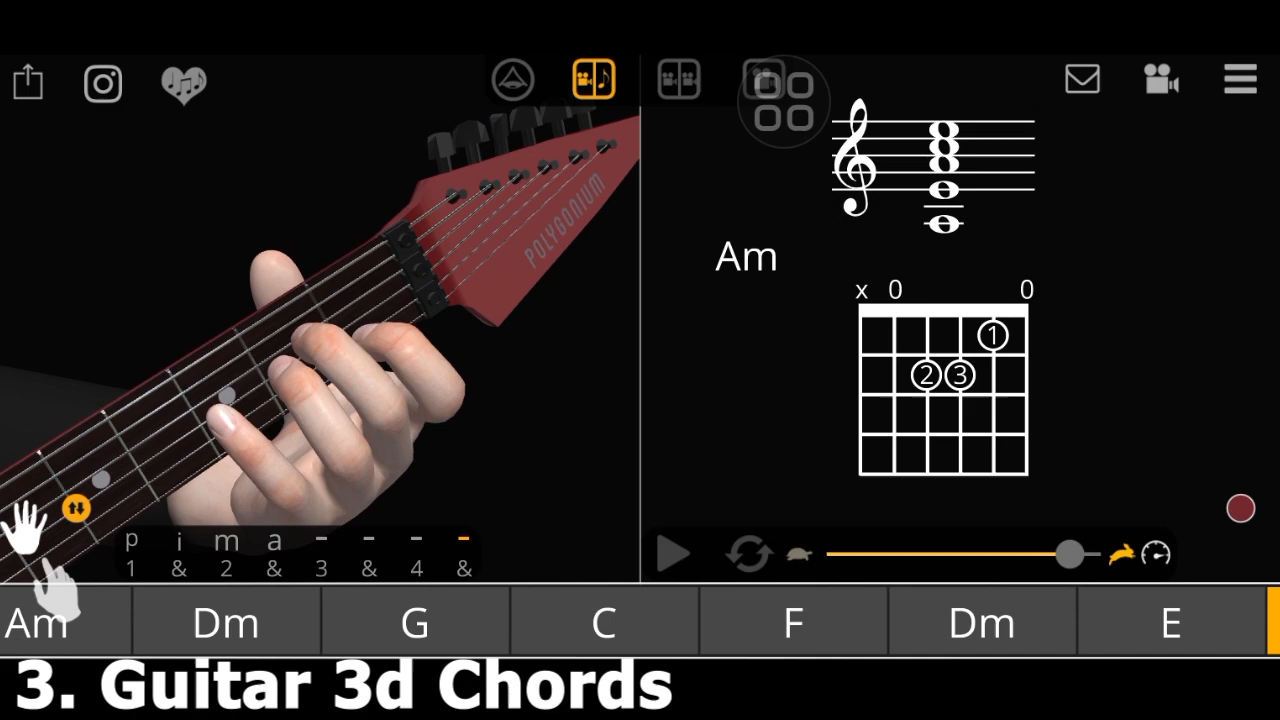 POLYGONIUM
Am
x 0 0
1
2 3
p i m a - - - -
1 & 2 & 3 & 4 &
Am Dm G C F Dm E
3. Guitar 3d Chords